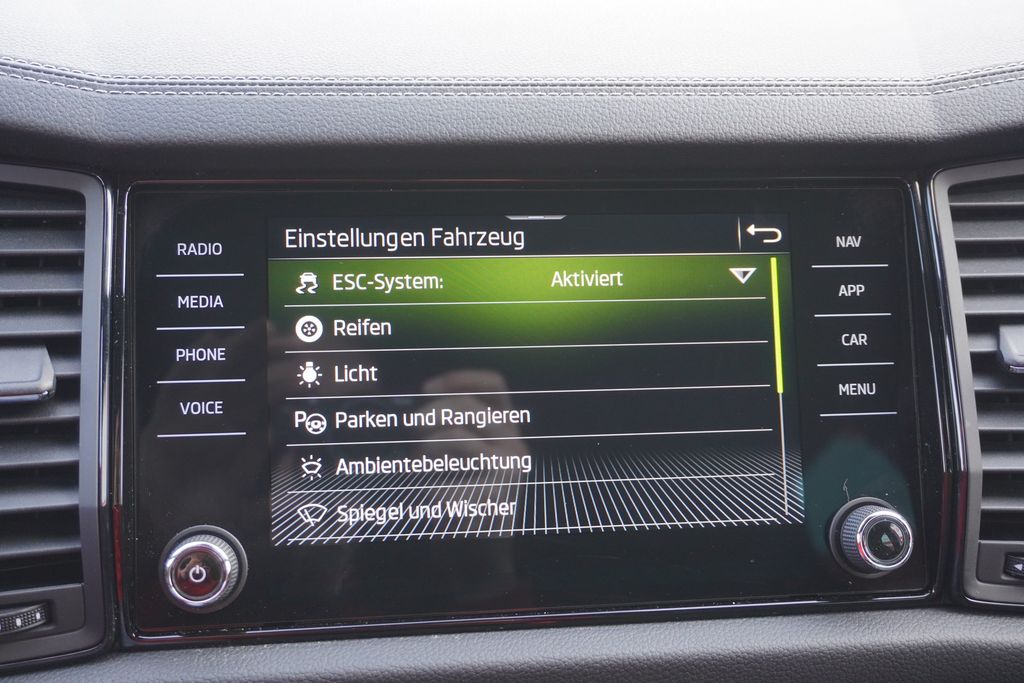 RADIO
MEDIA
PHONE
VOICE
Einstellungen Fahrzeug
ESC-System: Aktiviert
Reifen
Licht
P Parken und Rangieren
Ambientebeleuchtung
Spiegel und Wischer
NAV
APP
CAR
MENU